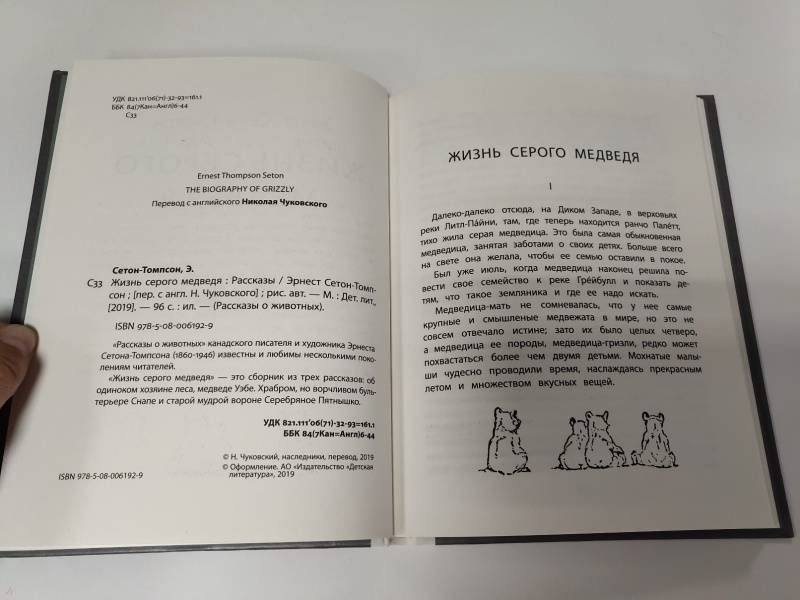 УДК 821.111'06(71)-32-93=161.1
ББК 84(7Кан=Англ)6-44
С33
Ernest Thompson Seton
THE BIOGRAPHY OF GRIZZLY
Перевод с английского Николая Чуковского
Сетон-Томпсон, Э.
С33 Жизнь серого медведя : Рассказы / Эрнест Сетон-Томп-
сон ; [пер. с англ. Н. Чуковского] ; рис. авт. — М. : Дет. лит.,
[2019]. — 96 с. : ил. — (Рассказы о животных).
ISBN 978-5-08-006192-9
«Рассказы о животных» канадского писателя и художника Эрнеста
Сетона-Томпсона (1860-1946) известны и любимы несколькими поко-
лениями читателей.
«Жизнь серого медведя» — это сборник из трех рассказов: об
одиноком хозяине леса, медведе Уэбе. Храбром, но ворчливом буль-
терьере Снапе и старой мудрой вороне Серебряное Пятнышко.
УДК 821.111'06(71)-32-93=161.1
ББК 84(7Кан=Англ)6-44
© Н. Чуковский, наследники, перевод, 2019
© Оформление. АО «Издательство «Детская
литература», 2019
ISBN 978-5-08-006192-9
ЖИЗНЬ СЕРОГО МЕДВЕДЯ
I
Далеко-далеко отсюда, на Диком Западе, в верховьях
реки Литл-Па́йни, там, где теперь находится ранчо Пале́тт,
тихо жила серая медведица. Это была самая обыкновенная
медведица, занятая заботами о своих детях. Больше всего
на свете она желала, чтобы ее семью оставили в покое.
Был уже июль, когда медведица наконец решила по-
вести свое семейство к реке Гре́йбулл и показать де-
тям, что такое земляника и где ее надо искать.
Медведица-мать не сомневалась, что у нее самые
крупные и смышленые медвежата в мире, но это не
совсем отвечало истине; зато их было целых четверо,
а медведица ее породы, медведица-гризли, редко может
похвастаться более чем двумя детьми. Мохнатые малы-
ши чудесно проводили время, наслаждаясь прекрасным
летом и множеством вкусных вещей.